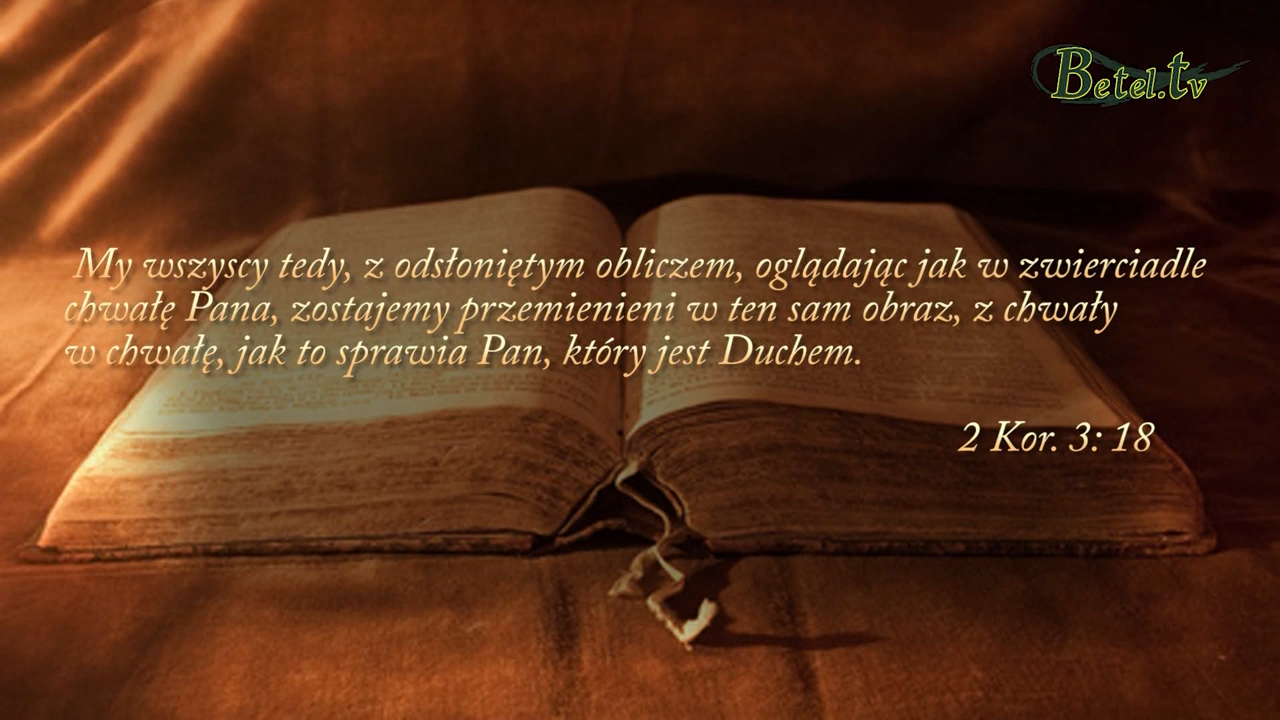 Betel.tv
My wszyscy tedy, z odsłoniętym obliczem, oglądając jak w zwierciadle
chwałę Pana, zostajemy przemienieni w ten sam obraz, z chwały
w chwałę, jak to sprawia Pan, który jest Duchem.
2 Kor. 3: 18